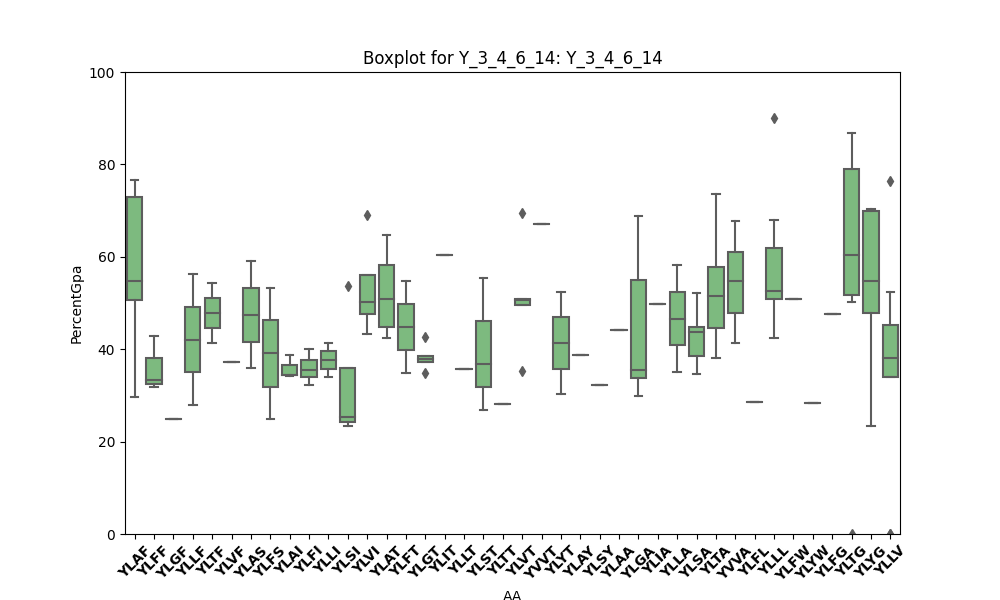 Boxplot for Y_3_4_6_14: Y_3_4_6_14
100
80
60
40
20
0
PercentGpa
YLAF YLFF YLGF YLLF YLTF YLVF YLAS YLFS YLAI YLFI YLLI YLSI YLVI YLAT YLFT YLGT YLIT YLLT YLST YLTT YLVT YVVT YLYT YLAY YLSY YLAA YLGA YLIA YLLA YLSA YLTA YVVA YLFL YLLL YLFW YLYW YLFG YLTG YLYG YLLV
AA